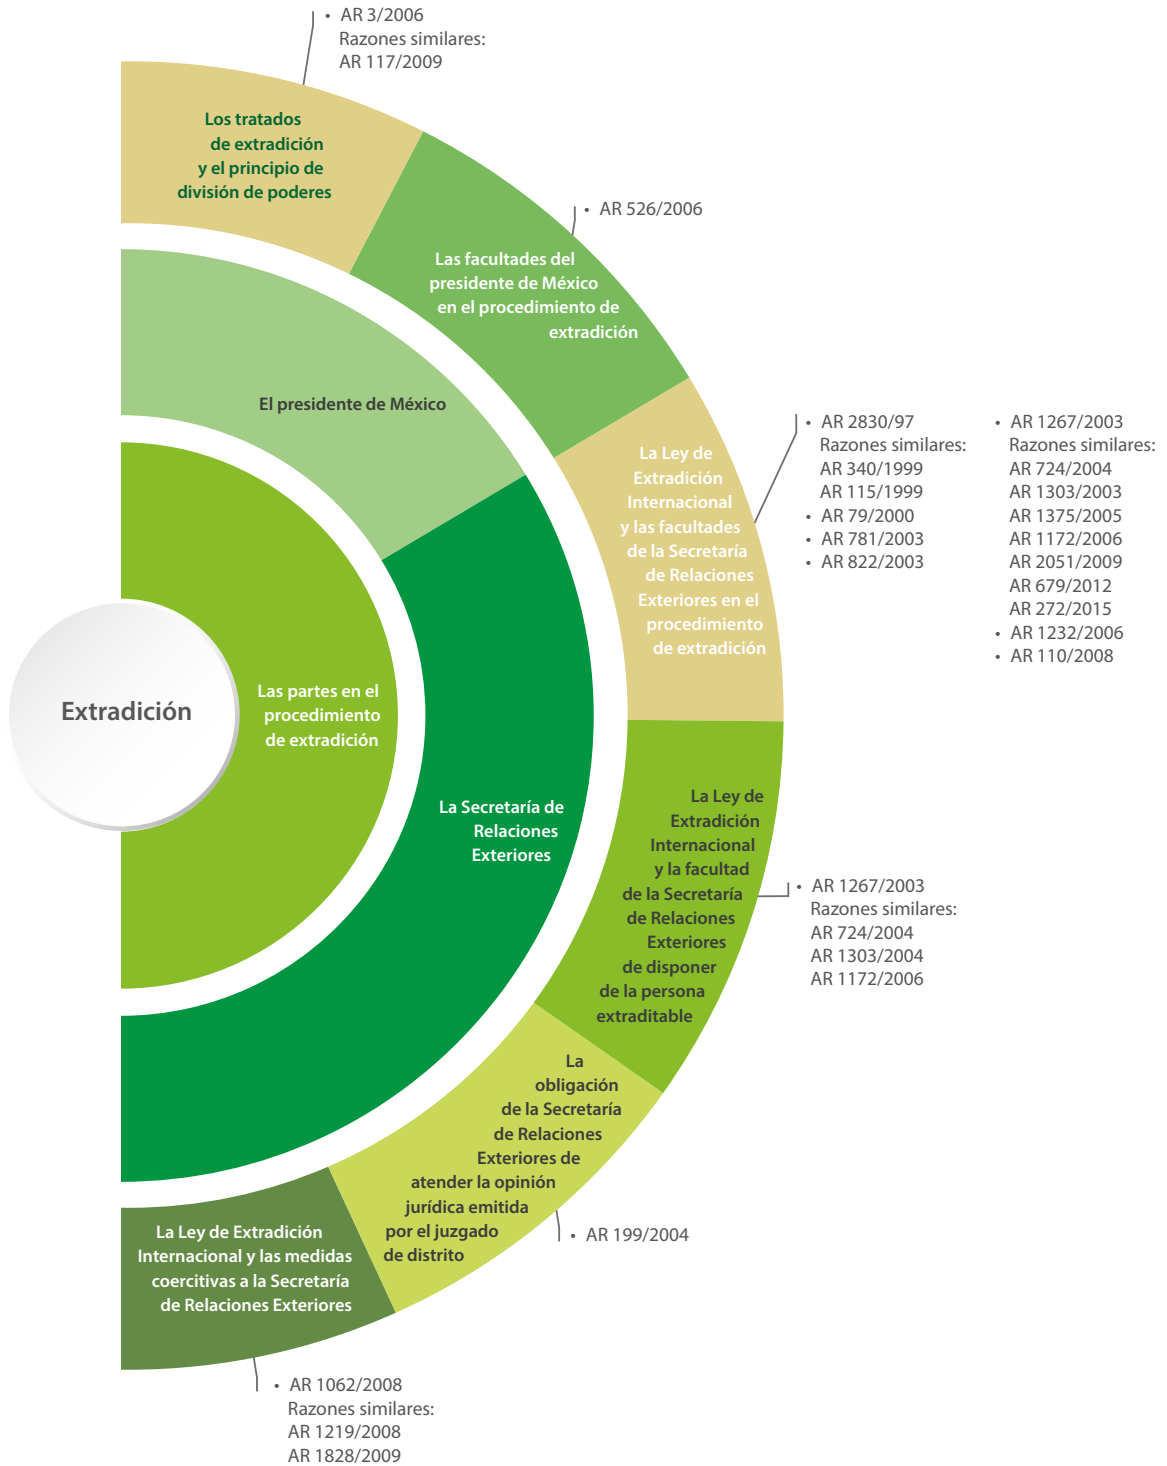 • AR 3/2006
Razones similares:
AR 117/2009
Los tratados
de extradición
y el principio de
división de poderes
• AR 526/2006
Las facultades del
presidente de México
en el procedimiento de
extradición
El presidente de México
• AR 2830/97
Razones similares:
AR 340/1999
AR 115/1999
• AR 79/2000
• AR 781/2003
• AR 822/2003
• AR 1267/2003
Razones similares:
AR 724/2004
AR 1303/2003
AR 1375/2005
AR 1172/2006
AR 2051/2009
AR 679/2012
AR 272/2015
• AR 1232/2006
• AR 110/2008
La Ley de
Extradición
Internacional
y las facultades
de la Secretaría
de Relaciones
Exteriores en el
procedimiento
de extradición
Extradición
Las partes en el
procedimiento
de extradición
La Secretaría de
Relaciones
Exteriores
La Ley de
Extradición
Internacional
y la facultad
de la Secretaría
de Relaciones
Exteriores
de disponer
de la persona
extraditable
• AR 1267/2003
Razones similares:
AR 724/2004
AR 1303/2004
AR 1172/2006
La
obligación
de la Secretaría
de Relaciones
Exteriores de
atender la opinión
jurídica emitida
por el juzgado
de distrito
• AR 199/2004
La Ley de Extradición
Internacional y las medidas
coercitivas a la Secretaría
de Relaciones Exteriores
• AR 1062/2008
Razones similares:
AR 1219/2008
AR 1828/2009